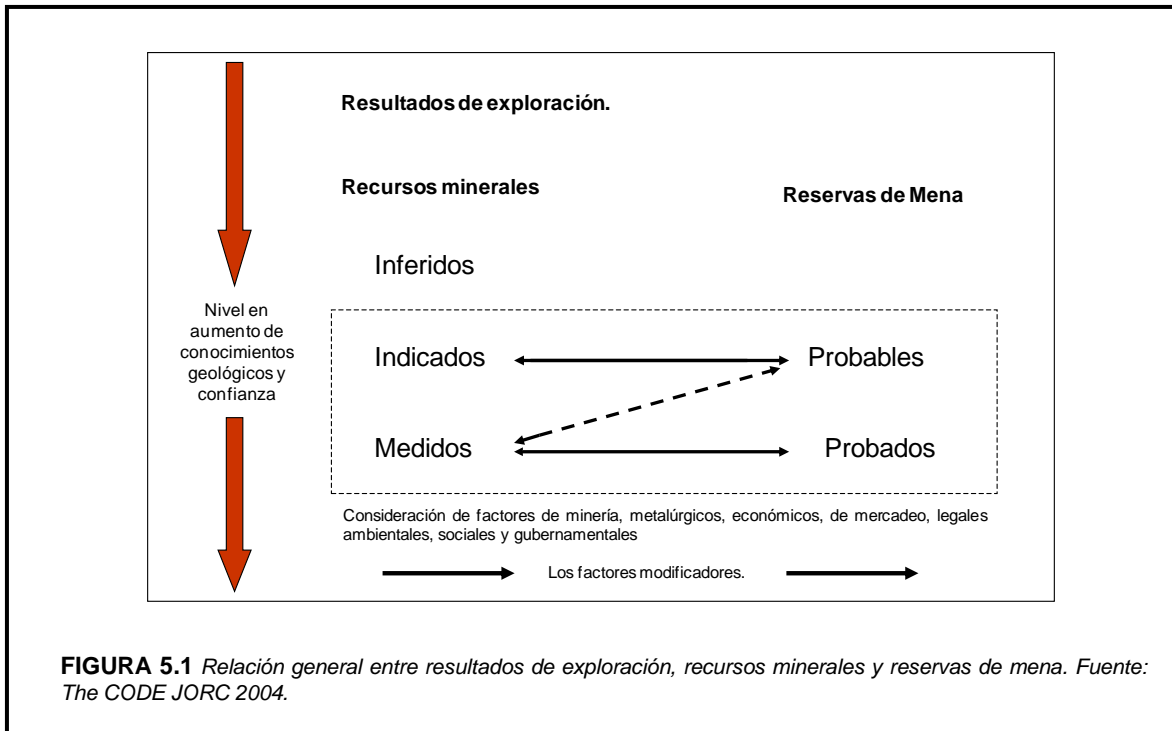 Resultados de exploración.
Recursos minerales
Reservas de Mena
Inferidos
Nivel en
aumento de
conocimientos
geológicos y
confianza
Indicados
Probables
Medidos
Probados
Consideración de factores de minería, metalúrgicos, económicos, de mercadeo, legales
ambientales, sociales y gubernamentales
Los factores modificadores.
FIGURA 5.1 Relación general entre resultados de exploración, recursos minerales y reservas de mena. Fuente:
The CODE JORC 2004.